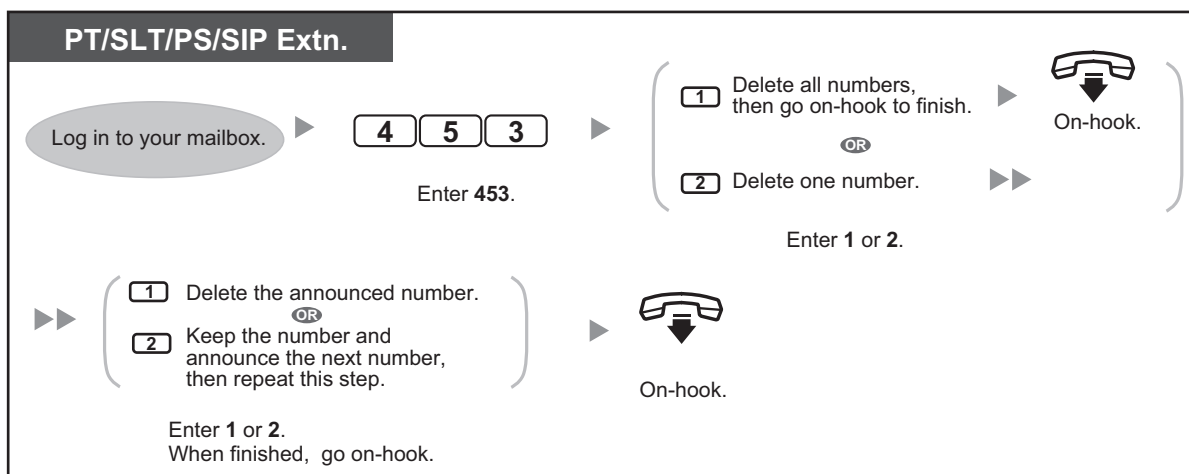 PT/SLT/PS/SIP Extn.
Log in to your mailbox.
4 5 3
Enter 453.
1 Delete all numbers,
then go on-hook to finish.
OR
2 Delete one number.
Enter 1 or 2.
On-hook.
1 Delete the announced number.
OR
2 Keep the number and
announce the next number,
then repeat this step.
Enter 1 or 2.
When finished, go on-hook.
On-hook.